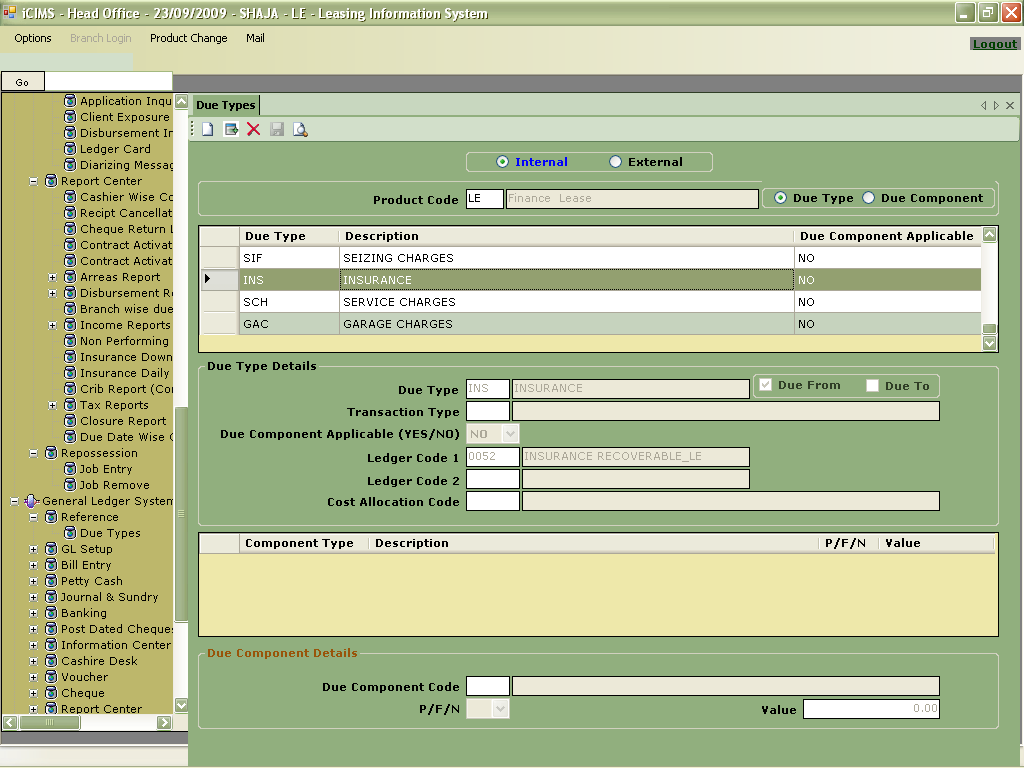 iCIMS - Head Office - 23/09/2009 - SHAJA - LE - Leasing Information System
Options Branch Login Product Change Mail
Logout
Go
Application Inqu
Client Exposure
Disbursement In
Ledger Card
Diarizing Messag
Report Center
Cashier Wise Co
Recipt Cancellat
Cheque Return L
Contract Activat
Contract Activat
Arreas Report
Disbursement Re
Branch wise due
Income Reports
Non Performing
Insurance Down
Insurance Daily
Crib Report (Cor
Tax Reports
Closure Report
Due Date Wise C
Repossession
Job Entry
Job Remove
General Ledger System
Reference
Due Types
GL Setup
Bill Entry
Petty Cash
Journal & Sundry
Banking
Post Dated Cheques
Information Center
Cashire Desk
Voucher
Cheque
Report Center
Due Types
Internal External
Product Code LE Finance Lease Due Type Due Component
Due Type Description Due Component Applicable
SIF SEIZING CHARGES NO
INS INSURANCE NO
SCH SERVICE CHARGES NO
GAC GARAGE CHARGES NO
Due Type Details
Due Type INS INSURANCE Due From Due To
Transaction Type
Due Component Applicable (YES/NO) NO
Ledger Code 1 0052 INSURANCE RECOVERABLE_LE
Ledger Code 2
Cost Allocation Code
Component Type Description P/F/N Value
Due Component Details
Due Component Code
P/F/N Value 0.00